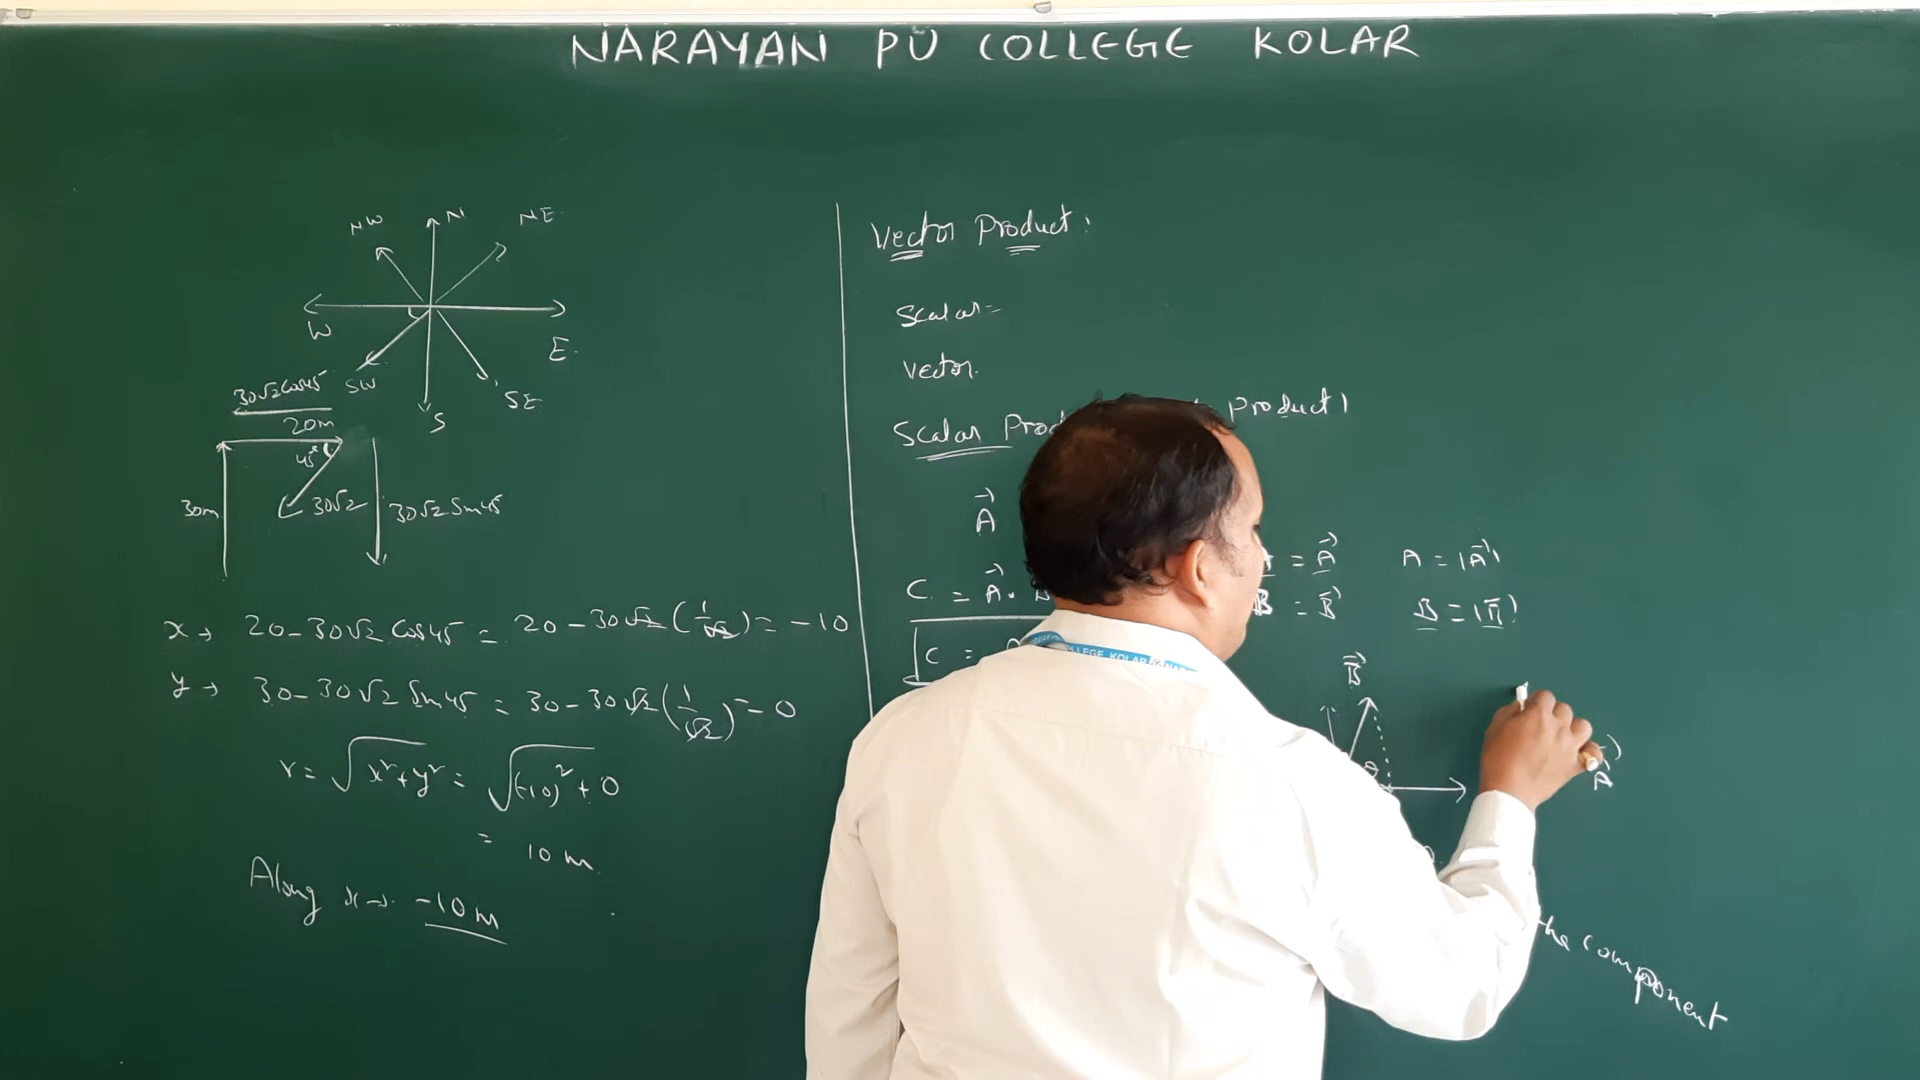 NARAYAN PU COLLEGE KOLAR
NW N NE
W E
SW S SE
30√2 Cos45
20m
45°
30m 30√2 30√2 Sin45
x → 20-30√2 Cos45 = 20-30√2 (1/√2) = -10
y → 30-30√2 Sin45 = 30-30√2 (1/√2) = 0
r = √x²+y² = √(-10)²+0
= 10 m
Along x → -10 m
Vector Product:
Scalar=
Vector.
Scalar Product
A⃗
= A⃗ A = |A⃗|
C = A⃗ ·
B = B⃗ B =
C =
B⃗
θ
A⃗
the component
LLEGE KOLAR